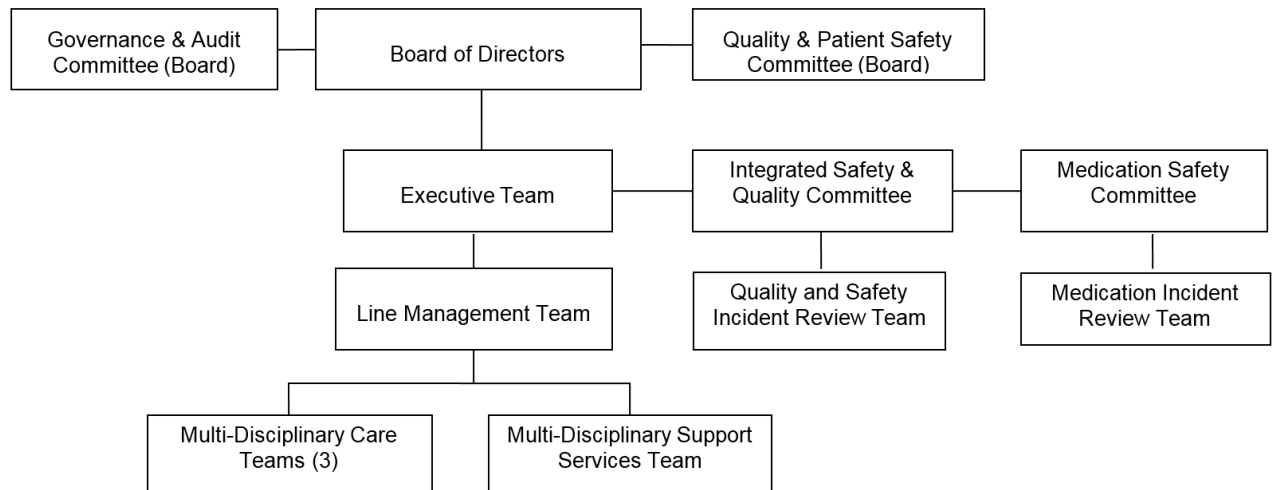 Governance & Audit
Committee (Board)
Board of Directors
Quality & Patient Safety
Committee (Board)
Executive Team
Integrated Safety &
Quality Committee
Medication Safety
Committee
Line Management Team
Quality and Safety
Incident Review Team
Medication Incident
Review Team
Multi-Disciplinary Care
Teams (3)
Multi-Disciplinary Support
Services Team